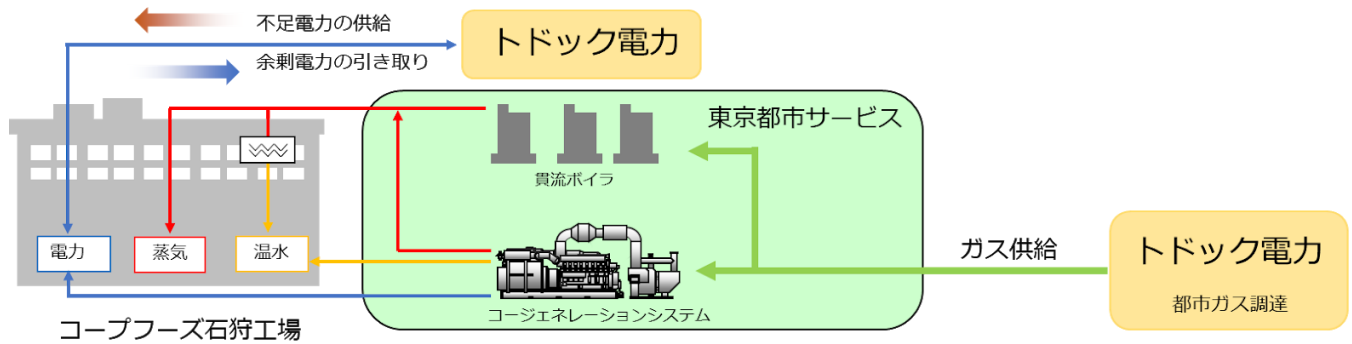 不足電力の供給
トドック電力
余剰電力の引き取り
東京都市サービス
貫流ボイラ
電力
蒸気
温水
ガス供給
トドック電力
都市ガス調達
コージェネレーションシステム
コープフーズ石狩工場